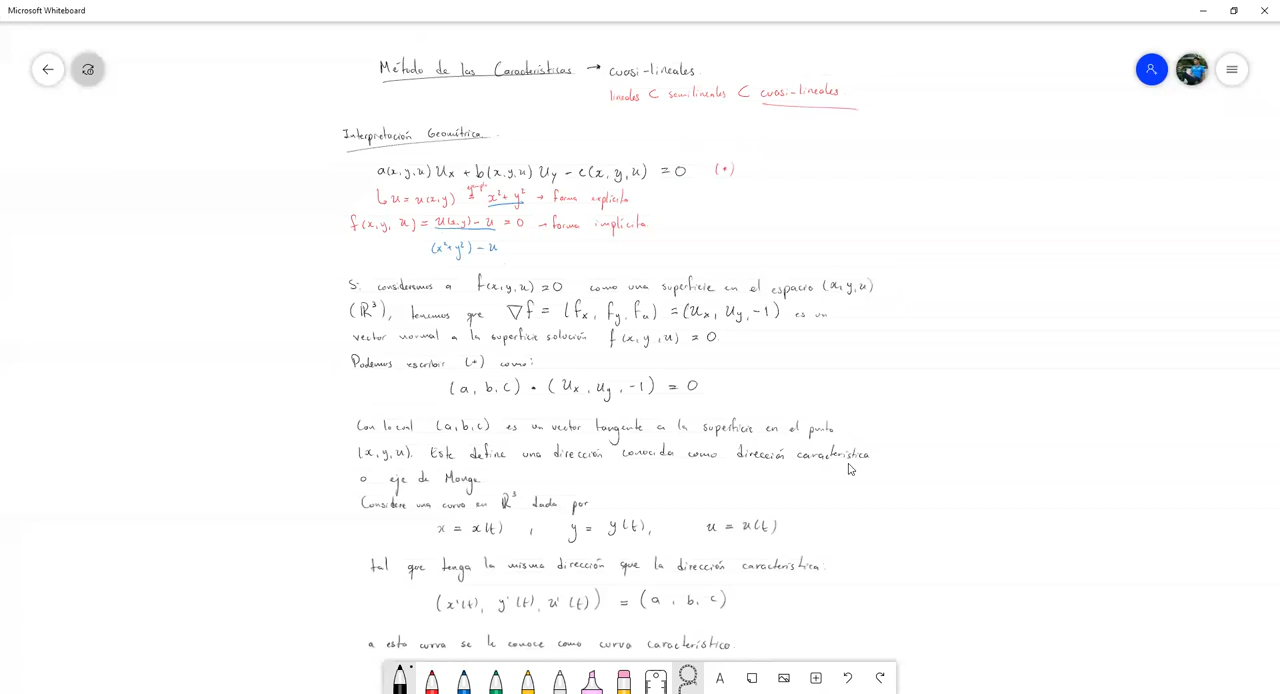 Microsoft Whiteboard
Método de las Características → cuasi-lineales
lineales ⊂ semilineales ⊂ cuasi-lineales
Interpretación Geométrica.
a(x,y,u) Ux + b(x,y,u) Uy - c(x,y,u) = 0 (*)
↳ u = u(x,y) = x² + y² → forma explícita
f(x,y,u) = u(x,y) - u = 0 → forma implícita
(x²+y²) - u
Si consideremos a f(x,y,u) = 0 como una superficie en el espacio (x,y,u)
(ℝ³), tenemos que ∇f = (fx, fy, fu) = (ux, uy, -1) es un
vector normal a la superficie solución f(x,y,u) = 0
Podemos escribir (*) como:
(a, b, c) • (Ux, uy, -1) = 0
Con lo cual (a,b,c) es un vector tangente a la superficie en el punto
(x,y,u). Este define una dirección conocida como dirección característica
o eje de Monge.
Considere una curva en ℝ³ dada por
x = x(t) , y = y(t), u = u(t)
tal que tenga la misma dirección que la dirección característica:
(x'(t), y'(t), u'(t)) = (a, b, c)
a esta curva se le conoce como curva característica.
A